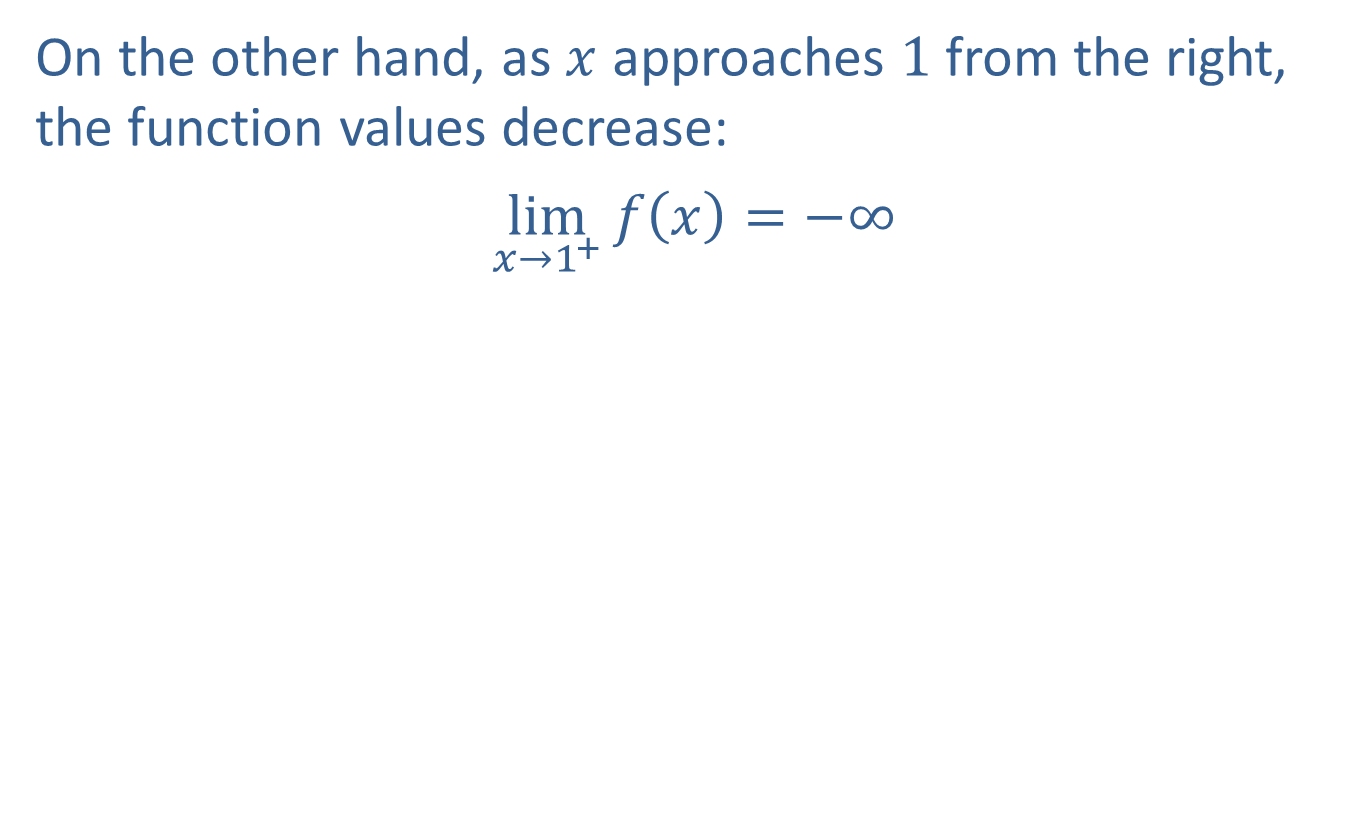 On the other hand, as x approaches 1 from the right,
the function values decrease:
lim f(x) = −∞
x→1⁺